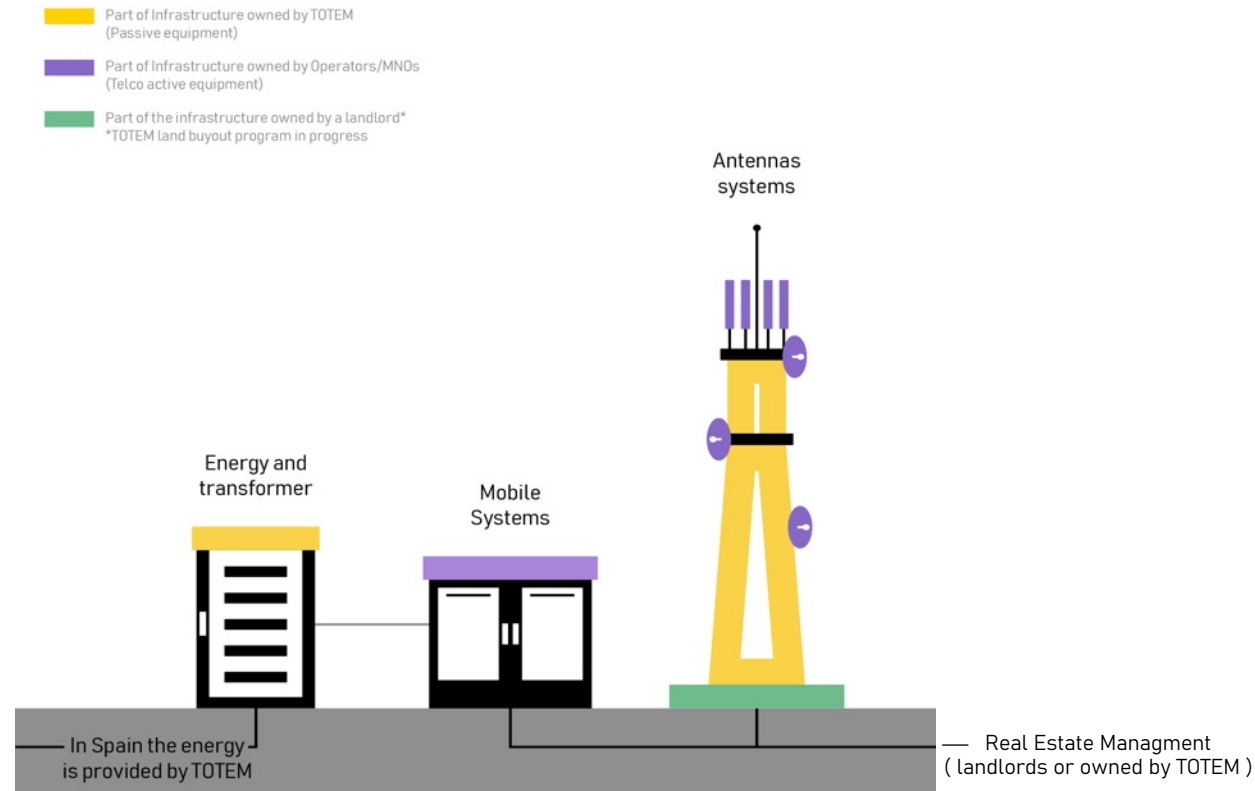 Part of Infrastructure owned by TOTEM
(Passive equipment)
Part of Infrastructure owned by Operators/MNOs
(Telco active equipment)
Part of the infrastructure owned by a landlord*
*TOTEM land buyout program in progress
Antennas
systems
Energy and
transformer
Mobile
Systems
In Spain the energy
is provided by TOTEM
Real Estate Managment
( landlords or owned by TOTEM )